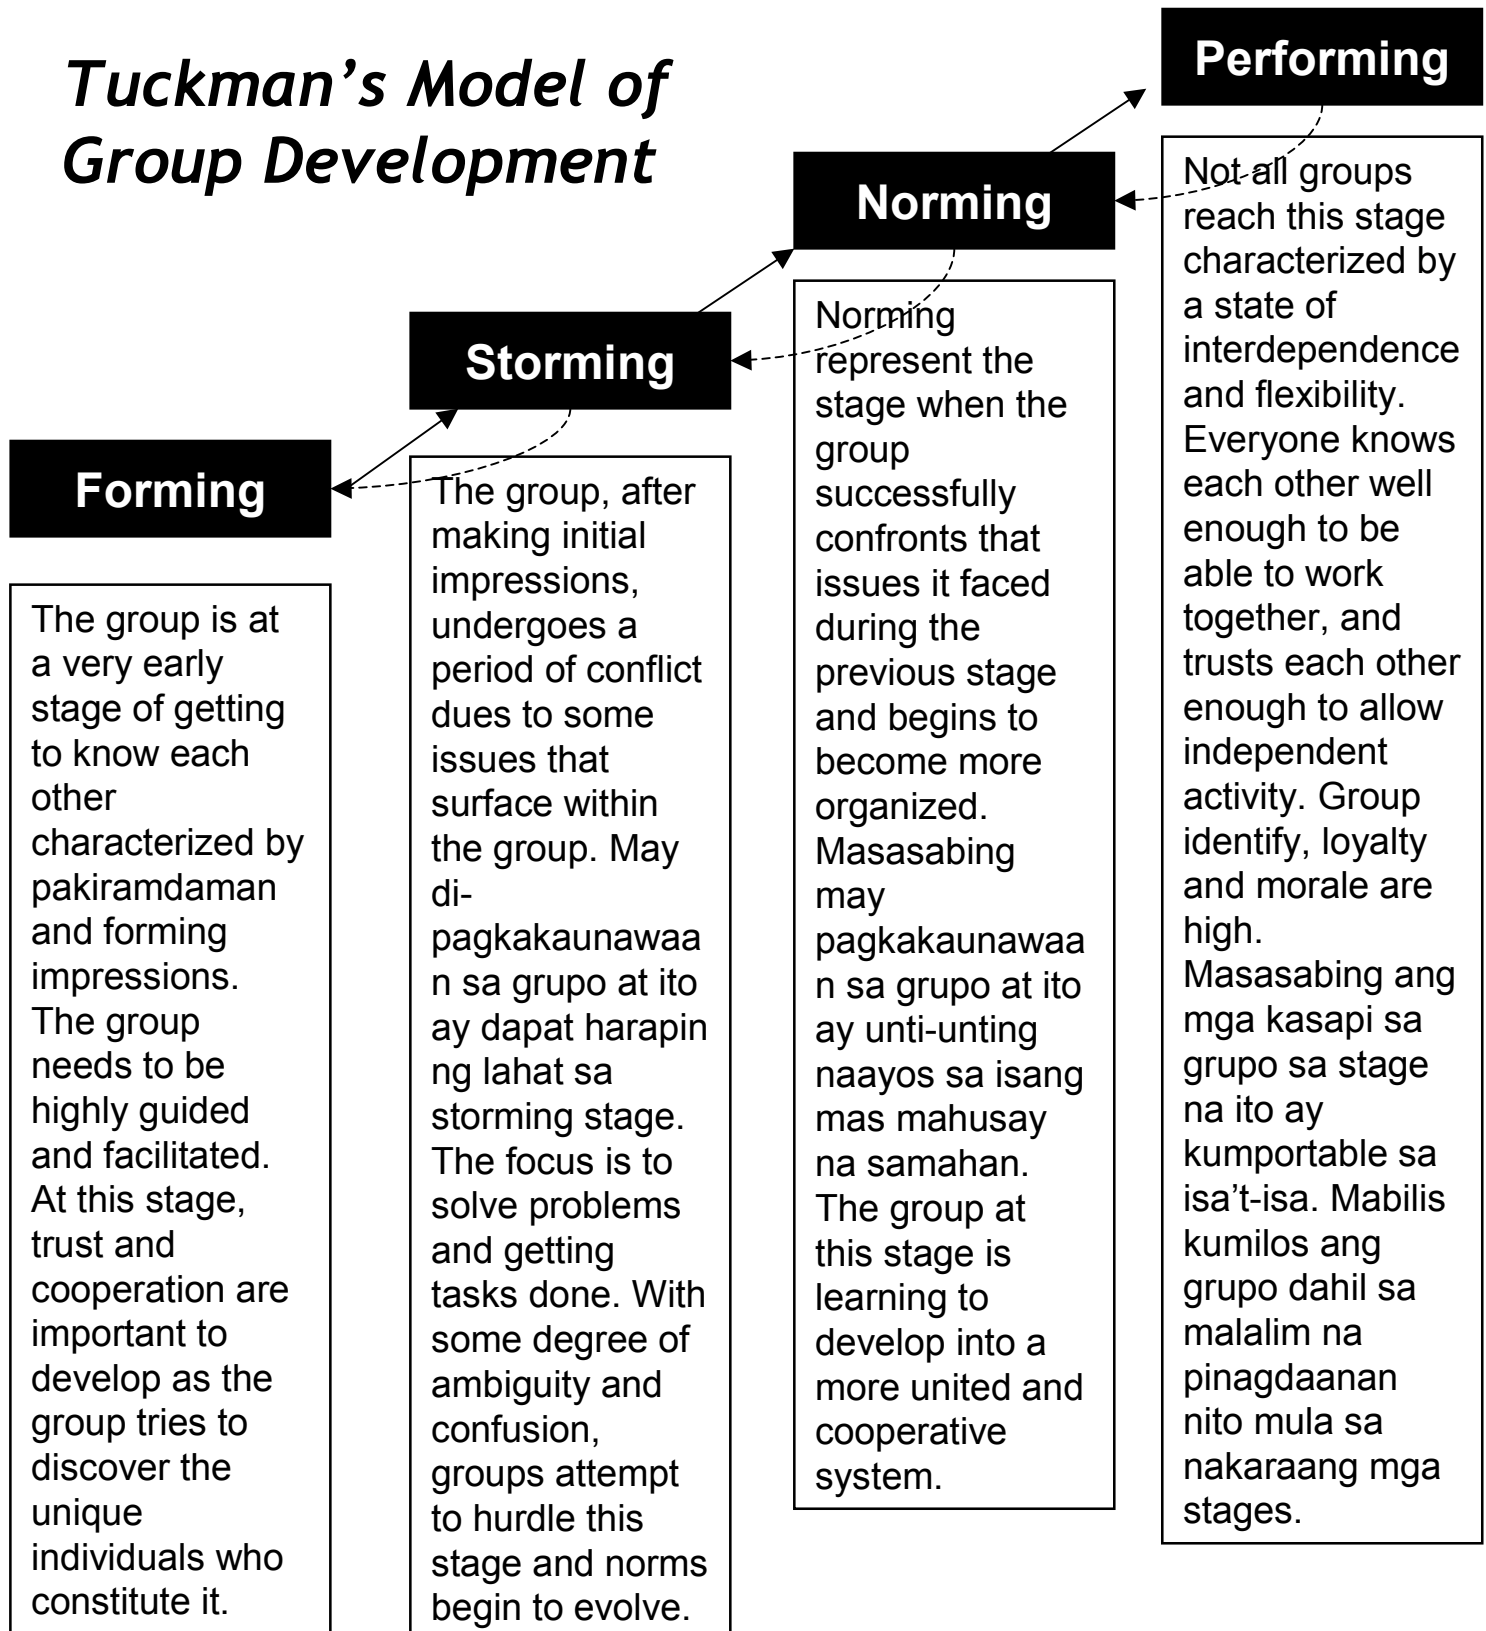 Tuckman’s Model of
Group Development
Forming
The group is at
a very early
stage of getting
to know each
other
characterized by
pakiramdaman
and forming
impressions.
The group
needs to be
highly guided
and facilitated.
At this stage,
trust and
cooperation are
important to
develop as the
group tries to
discover the
unique
individuals who
constitute it.
Storming
The group, after
making initial
impressions,
undergoes a
period of conflict
dues to some
issues that
surface within
the group. May
di-
pagkakaunawaa
n sa grupo at ito
ay dapat harapin
ng lahat sa
storming stage.
The focus is to
solve problems
and getting
tasks done. With
some degree of
ambiguity and
confusion,
groups attempt
to hurdle this
stage and norms
begin to evolve.
Norming
Norming
represent the
stage when the
group
successfully
confronts that
issues it faced
during the
previous stage
and begins to
become more
organized.
Masasabing
may
pagkakaunawaa
n sa grupo at ito
ay unti-unting
naayos sa isang
mas mahusay
na samahan.
The group at
this stage is
learning to
develop into a
more united and
cooperative
system.
Performing
Not all groups
reach this stage
characterized by
a state of
interdependence
and flexibility.
Everyone knows
each other well
enough to be
able to work
together, and
trusts each other
enough to allow
independent
activity. Group
identify, loyalty
and morale are
high.
Masasabing ang
mga kasapi sa
grupo sa stage
na ito ay
kumportable sa
isa’t-isa. Mabilis
kumilos ang
grupo dahil sa
malalim na
pinagdaanan
nito mula sa
nakaraang mga
stages.